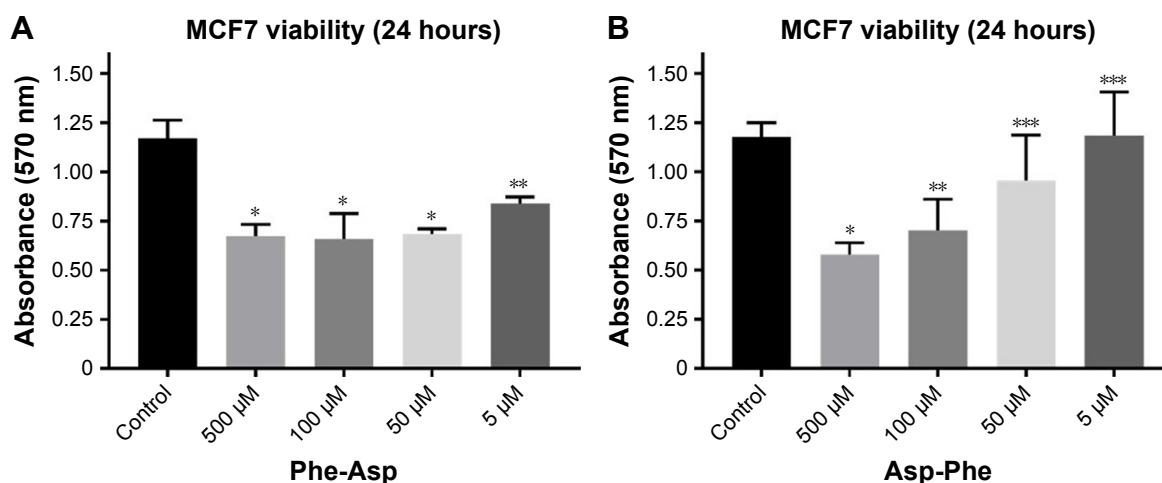 A
MCF7 viability (24 hours)
Absorbance (570 nm)
1.50
1.25
1.00
0.75
0.50
0.25
0
*
*
*
**
Control
500 µM
100 µM
50 µM
5 µM
Phe-Asp
B
MCF7 viability (24 hours)
Absorbance (570 nm)
1.50
1.25
1.00
0.75
0.50
0.25
0
*
**
***
***
Control
500 µM
100 µM
50 µM
5 µM
Asp-Phe